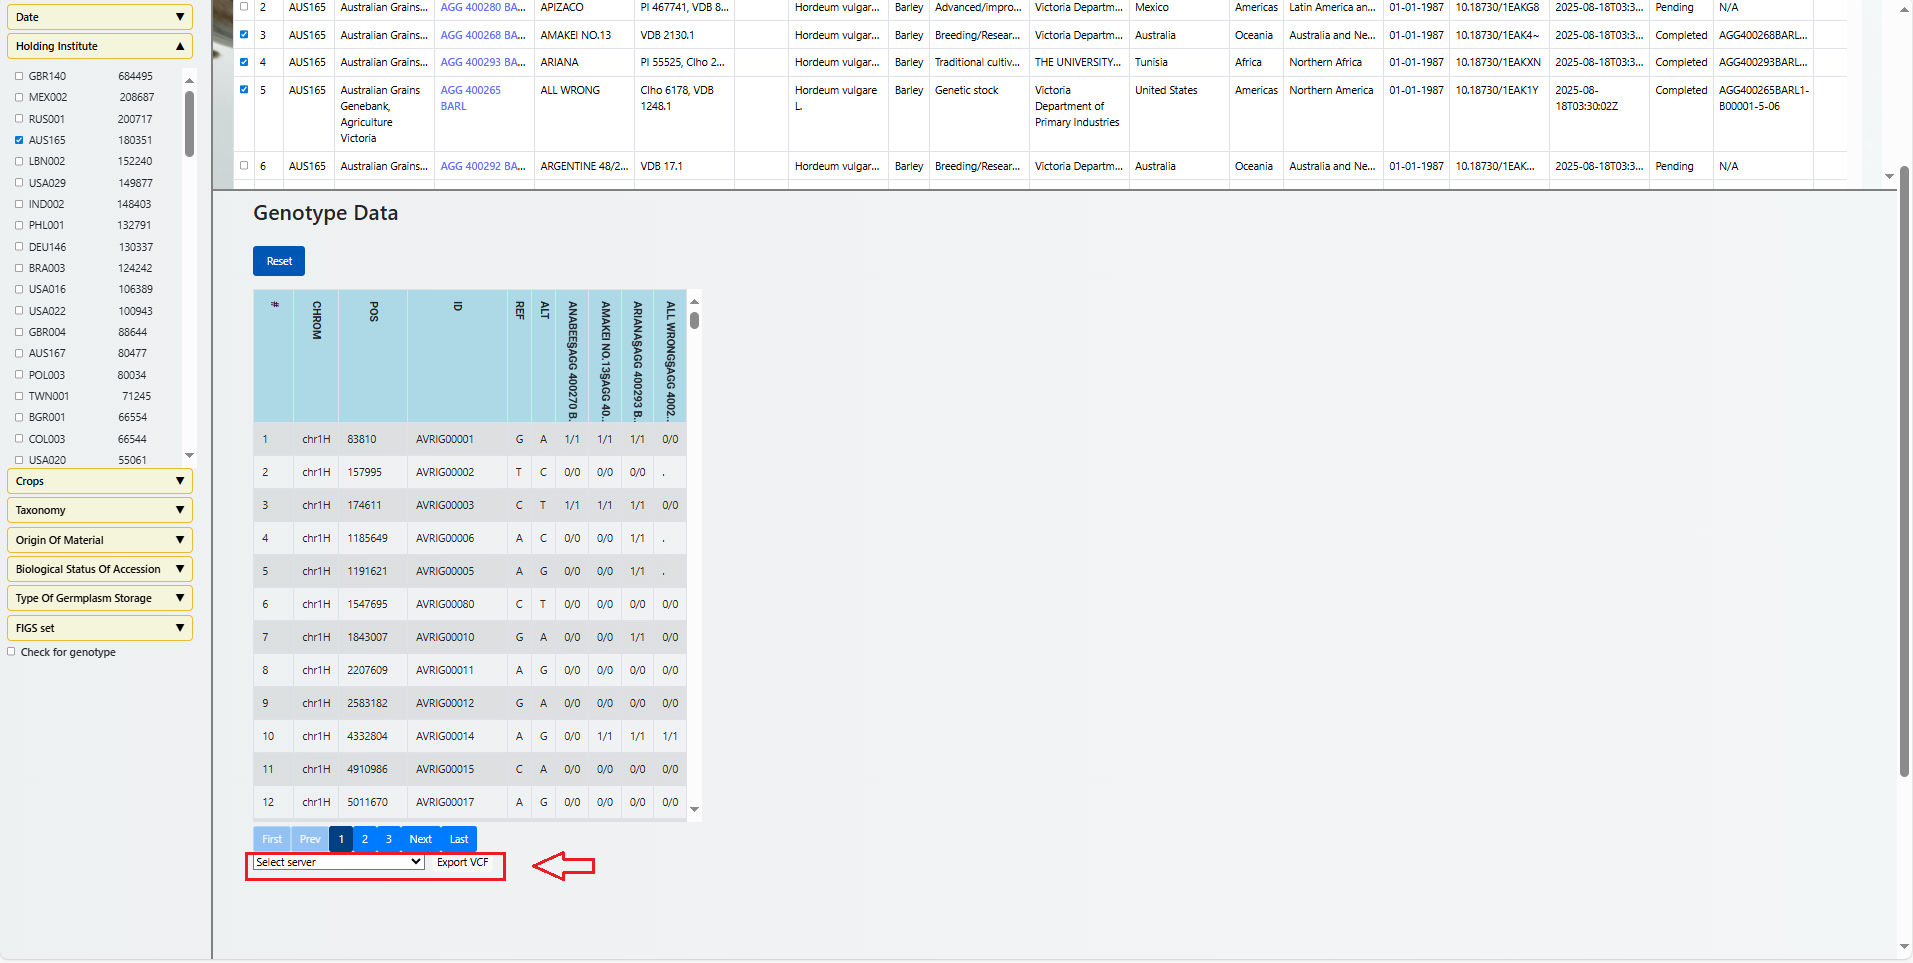 Date ▼
Holding Institute ▲
GBR140 684495
MEX002 208687
RUS001 200717
AUS165 180351
LBN002 152240
USA029 149877
IND002 148403
PHL001 132791
DEU146 130337
BRA003 124242
USA016 106389
USA022 100943
GBR004 88644
AUS167 80477
POL003 80034
TWN001 71245
BGR001 66554
COL003 66544
USA020 55061
Crops ▼
Taxonomy ▼
Origin Of Material ▼
Biological Status Of Accession ▼
Type Of Germplasm Storage ▼
FIGS set ▼
Check for genotype
2 AUS165 Australian Grains... AGG 400280 BA... APIZACO PI 467741, VDB 8... Hordeum vulgar... Barley Advanced/impro... Victoria Departm... Mexico Americas Latin America an... 01-01-1987 10.18730/1EAKG8 2025-08-18T03:3... Pending N/A
3 AUS165 Australian Grains... AGG 400268 BA... AMAKEI NO.13 VDB 2130.1 Hordeum vulgar... Barley Breeding/Resear... Victoria Departm... Australia Oceania Australia and Ne... 01-01-1987 10.18730/1EAK4~ 2025-08-18T03:3... Completed AGG400268BARL...
4 AUS165 Australian Grains... AGG 400293 BA... ARIANA PI 55525, CIho 2... Hordeum vulgar... Barley Traditional cultiv... THE UNIVERSITY... Tunisia Africa Northern Africa 01-01-1987 10.18730/1EAKXN 2025-08-18T03:3... Completed AGG400293BARL...
5 AUS165 Australian Grains AGG 400265 ALL WRONG CIho 6178, VDB Hordeum vulgare Barley Genetic stock Victoria United States Americas Northern America 01-01-1987 10.18730/1EAK1Y 2025-08- Completed AGG400265BARL1-
Genebank, BARL 1248.1 L. Department of 18T03:30:02Z B00001-5-06
Agriculture Primary Industries
Victoria
6 AUS165 Australian Grains... AGG 400292 BA... ARGENTINE 48/2... VDB 17.1 Hordeum vulgar... Barley Breeding/Resear... Victoria Departm... Australia Oceania Australia and Ne... 01-01-1987 10.18730/1EAK... 2025-08-18T03:3... Pending N/A
Genotype Data
Reset
# CHROM POS ID REF ALT ANABEE§AGG 400270 B... AMAKEI NO.13§AGG 40... ARIANA§AGG 400293 B... ALL WRONG§AGG 4002...
1 chr1H 83810 AVRIG00001 G A 1/1 1/1 1/1 0/0
2 chr1H 157995 AVRIG00002 T C 0/0 0/0 0/0 .
3 chr1H 174611 AVRIG00003 C T 1/1 1/1 1/1 0/0
4 chr1H 1185649 AVRIG00006 A C 0/0 0/0 1/1 .
5 chr1H 1191621 AVRIG00005 A G 0/0 0/0 1/1 .
6 chr1H 1547695 AVRIG00080 C T 0/0 0/0 0/0 0/0
7 chr1H 1843007 AVRIG00010 G A 0/0 0/0 1/1 0/0
8 chr1H 2207609 AVRIG00011 A G 0/0 0/0 0/0 0/0
9 chr1H 2583182 AVRIG00012 G A 0/0 0/0 0/0 0/0
10 chr1H 4332804 AVRIG00014 A G 0/0 1/1 1/1 1/1
11 chr1H 4910986 AVRIG00015 C A 0/0 0/0 0/0 0/0
12 chr1H 5011670 AVRIG00017 A G 0/0 0/0 0/0 0/0
First Prev 1 2 3 Next Last
Select server Export VCF